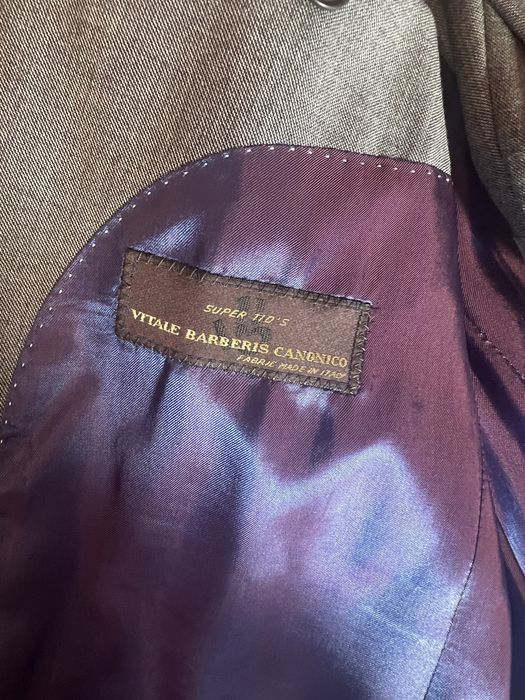 SUPER 110'S
VITALE BARBERIS CANONICO
FABRIC MADE IN ITALY